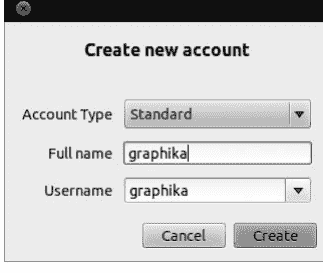 Create new account
Account Type Standard
Full name graphika
Username graphika
Cancel Create